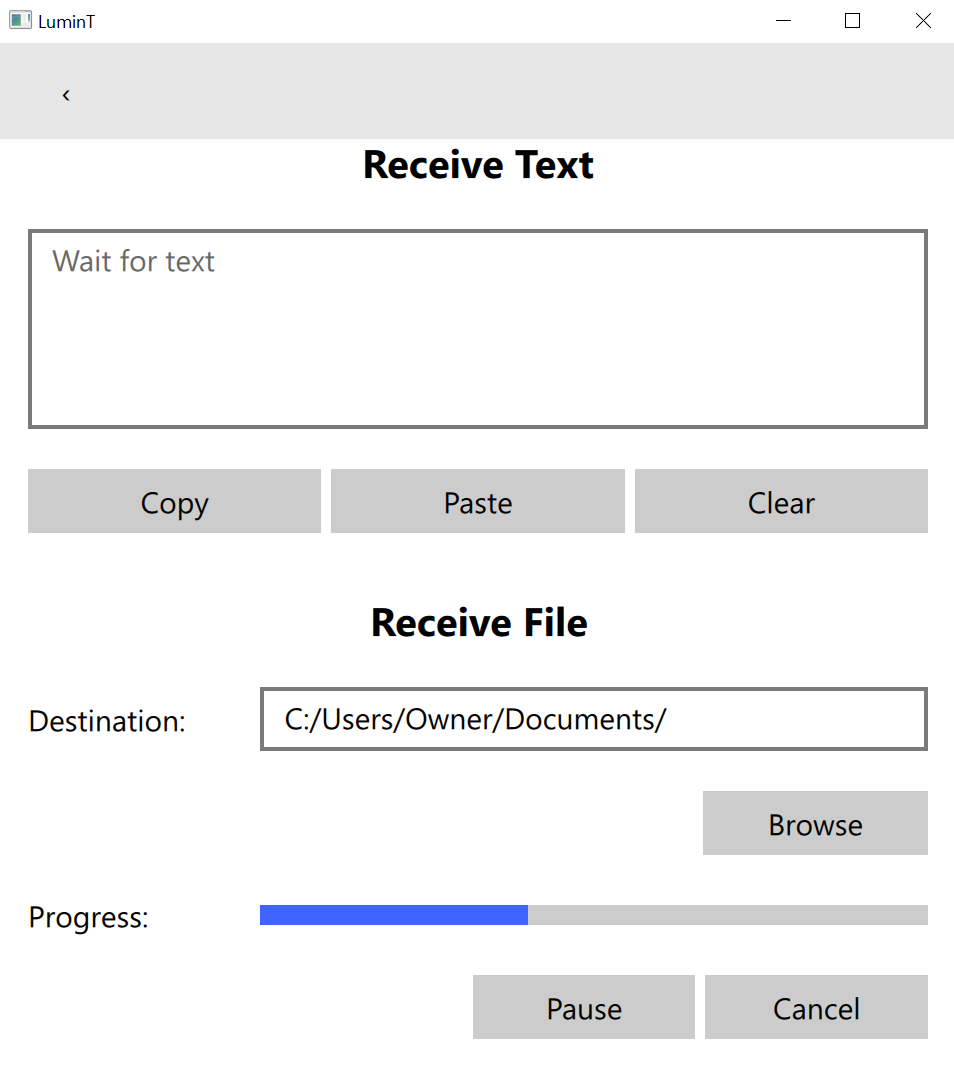 LuminT
‹
Receive Text
Wait for text
Copy Paste Clear
Receive File
Destination: C:/Users/Owner/Documents/
Browse
Progress:
Pause Cancel